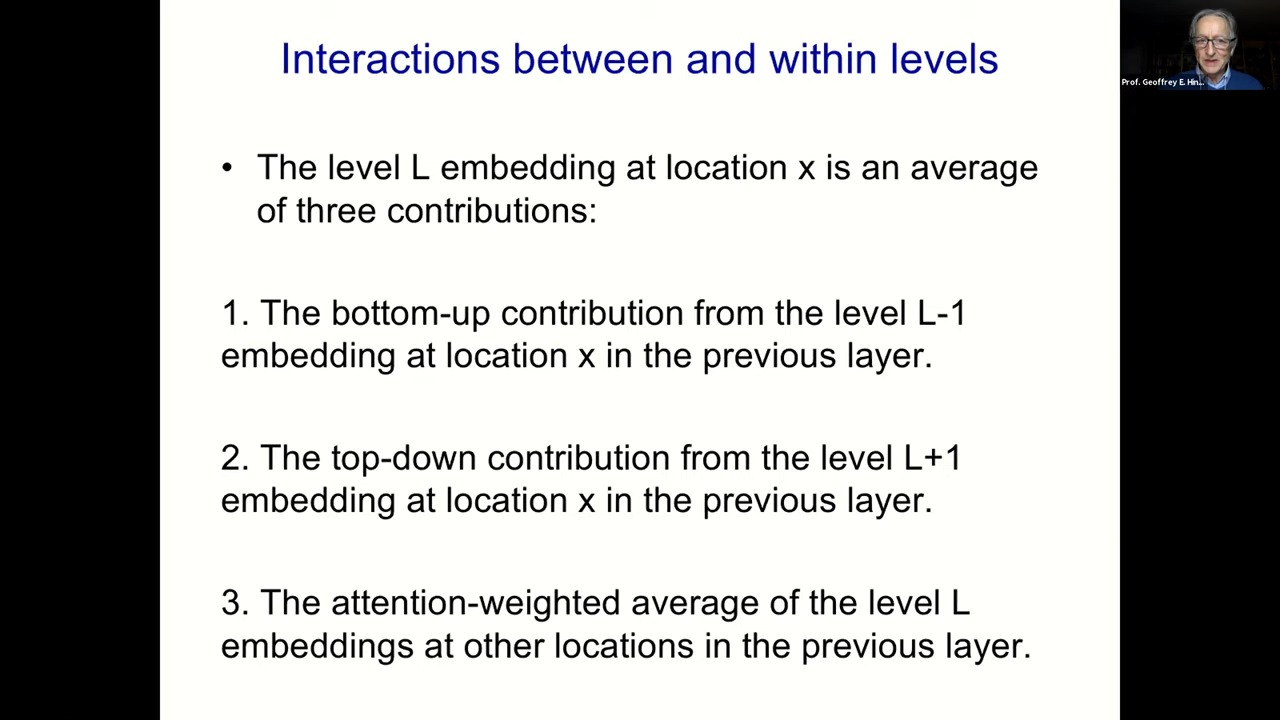 Interactions between and within levels
• The level L embedding at location x is an average
of three contributions:
1. The bottom-up contribution from the level L-1
embedding at location x in the previous layer.
2. The top-down contribution from the level L+1
embedding at location x in the previous layer.
3. The attention-weighted average of the level L
embeddings at other locations in the previous layer.
Prof. Geoffrey E. Hin...